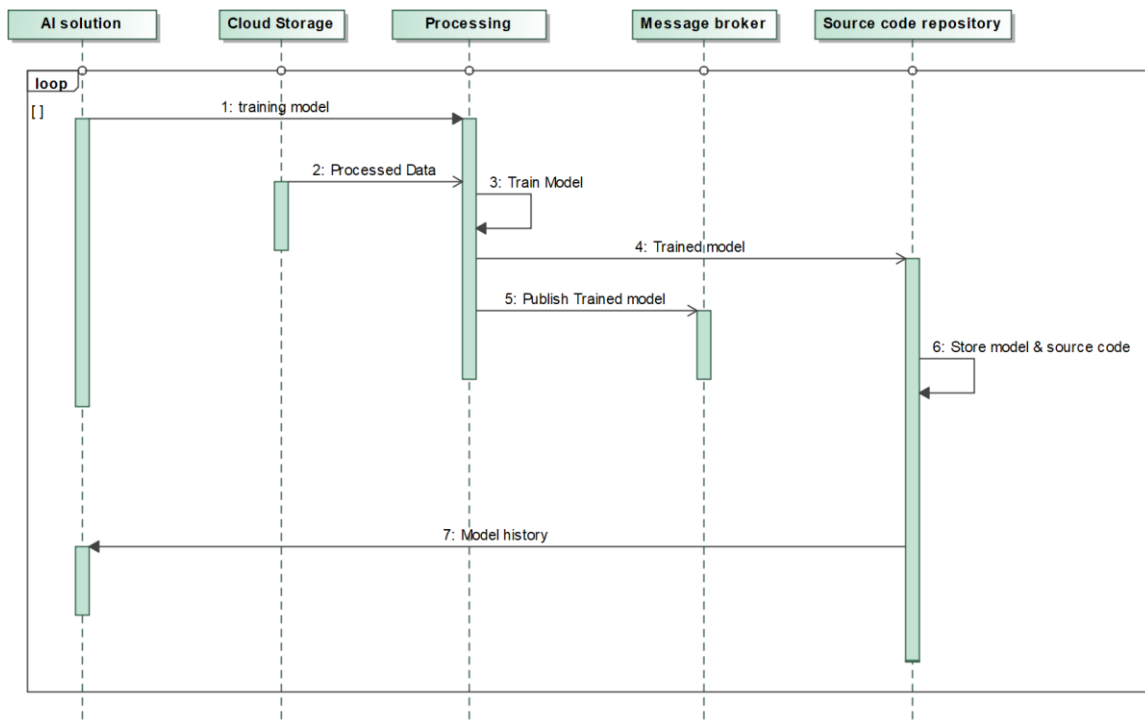 AI solution
Cloud Storage
Processing
Message broker
Source code repository
loop
[ ]
1: training model
2: Processed Data
3: Train Model
4: Trained model
5: Publish Trained model
6: Store model & source code
7: Model history